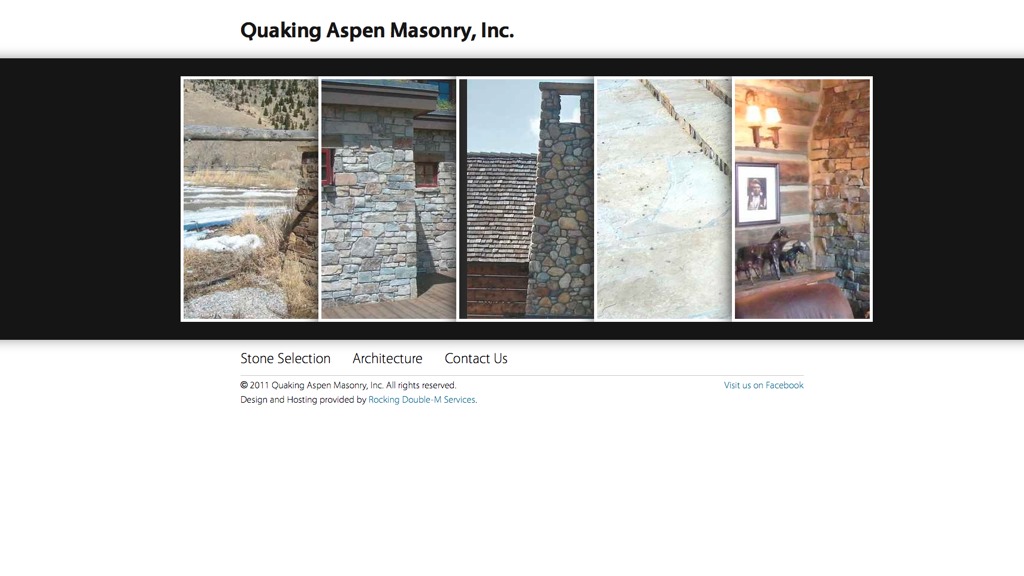 Quaking Aspen Masonry, Inc.
Stone Selection Architecture Contact Us
© 2011 Quaking Aspen Masonry, Inc. All rights reserved. Visit us on Facebook
Design and Hosting provided by Rocking Double-M Services.